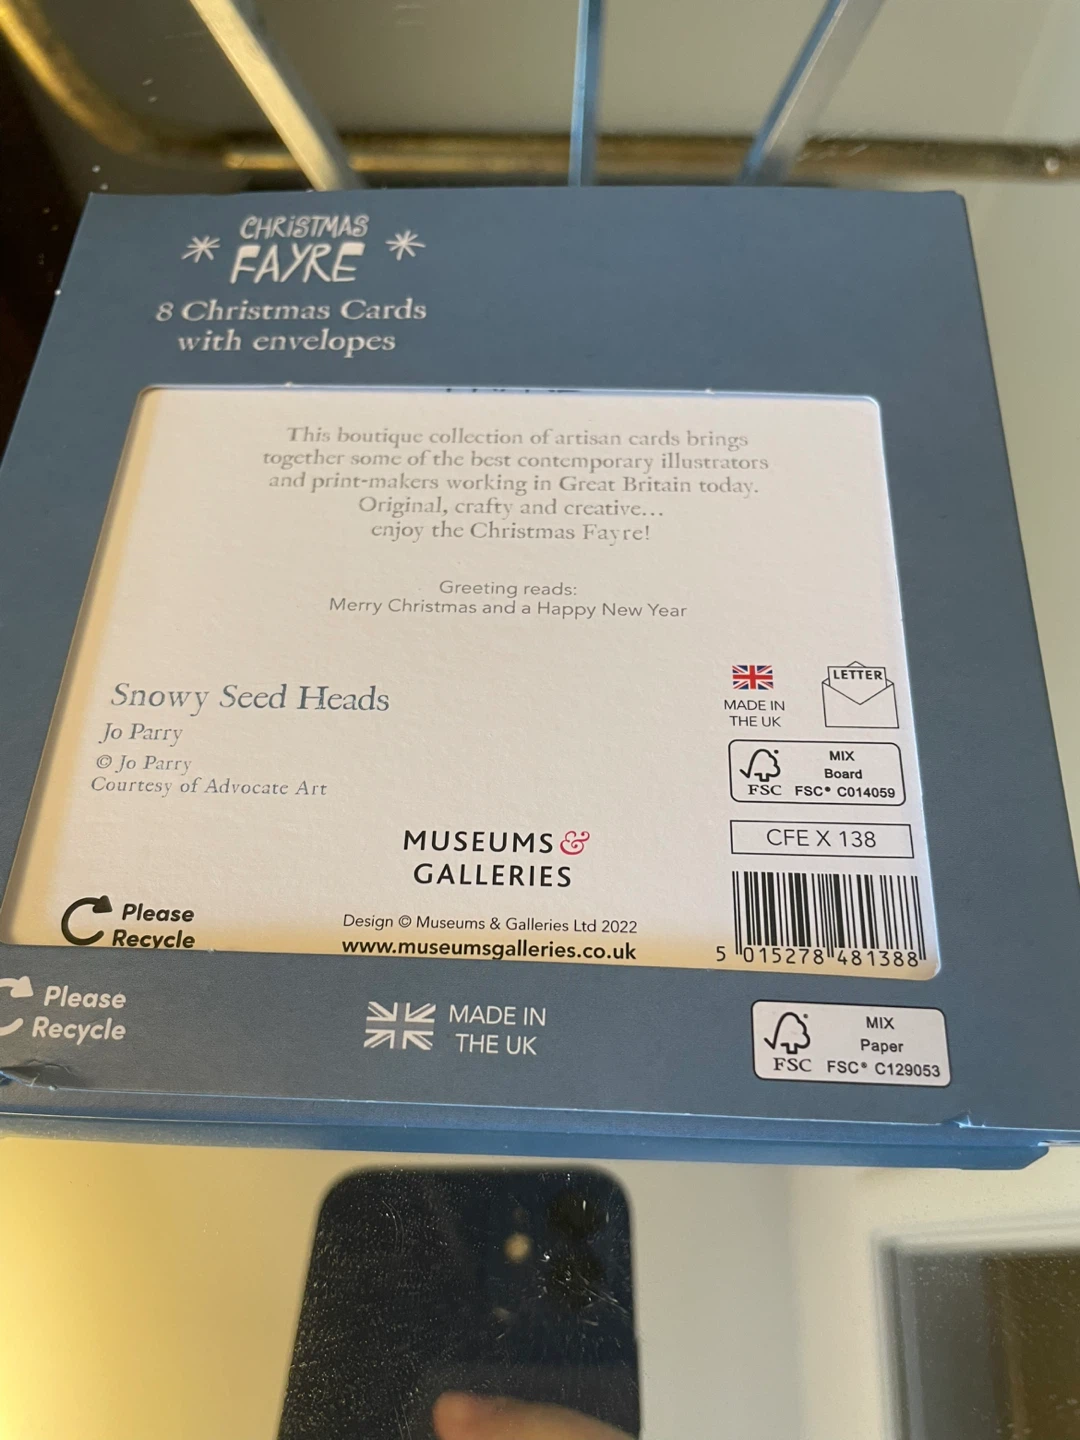 CHRiSTMAS
FAYRE
8 Christmas Cards
with envelopes
This boutique collection of artisan cards brings
together some of the best contemporary illustrators
and print-makers working in Great Britain today.
Original, crafty and creative...
enjoy the Christmas Fayre!
Greeting reads:
Merry Christmas and a Happy New Year
Snowy Seed Heads
Jo Parry
© Jo Parry
Courtesy of Advocate Art
MADE IN
THE UK
LETTER
FSC
MIX
Board
FSC® C014059
CFE X 138
MUSEUMS &
GALLERIES
Please
Recycle
Design © Museums & Galleries Ltd 2022
www.museumsgalleries.co.uk
5 015278 481388
Please
Recycle
MADE IN
THE UK
FSC
MIX
Paper
FSC® C129053